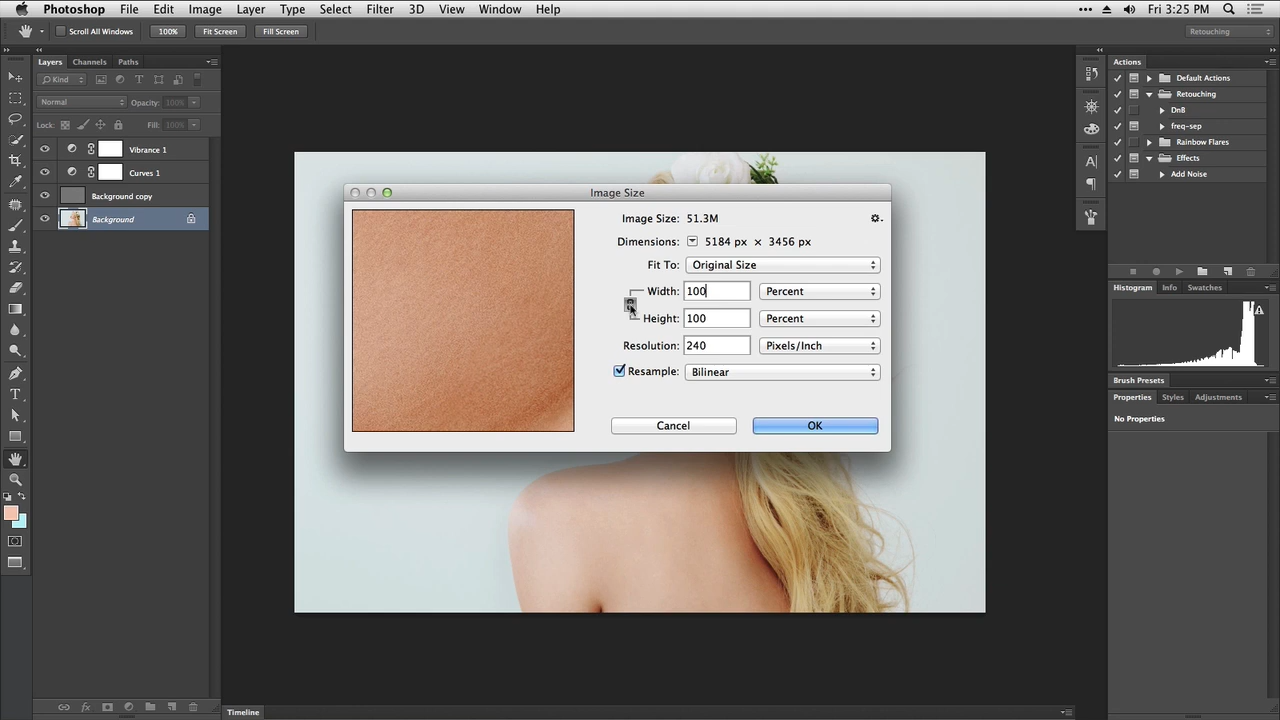 Photoshop File Edit Image Layer Type Select Filter 3D View Window Help Fri 3:25 PM
Scroll All Windows 100% Fit Screen Fill Screen Retouching
Layers Channels Paths
Kind
Normal Opacity: 100%
Lock: Fill: 100%
Vibrance 1
Curves 1
Background copy
Background
Image Size
Image Size: 51.3M
Dimensions: 5184 px × 3456 px
Fit To: Original Size
Width: 100 Percent
Height: 100 Percent
Resolution: 240 Pixels/Inch
Resample: Bilinear
Cancel OK
Actions
Default Actions
Retouching
DnB
freq-sep
Rainbow Flares
Effects
Add Noise
Histogram Info Swatches
Brush Presets
Properties Styles Adjustments
No Properties
Timeline